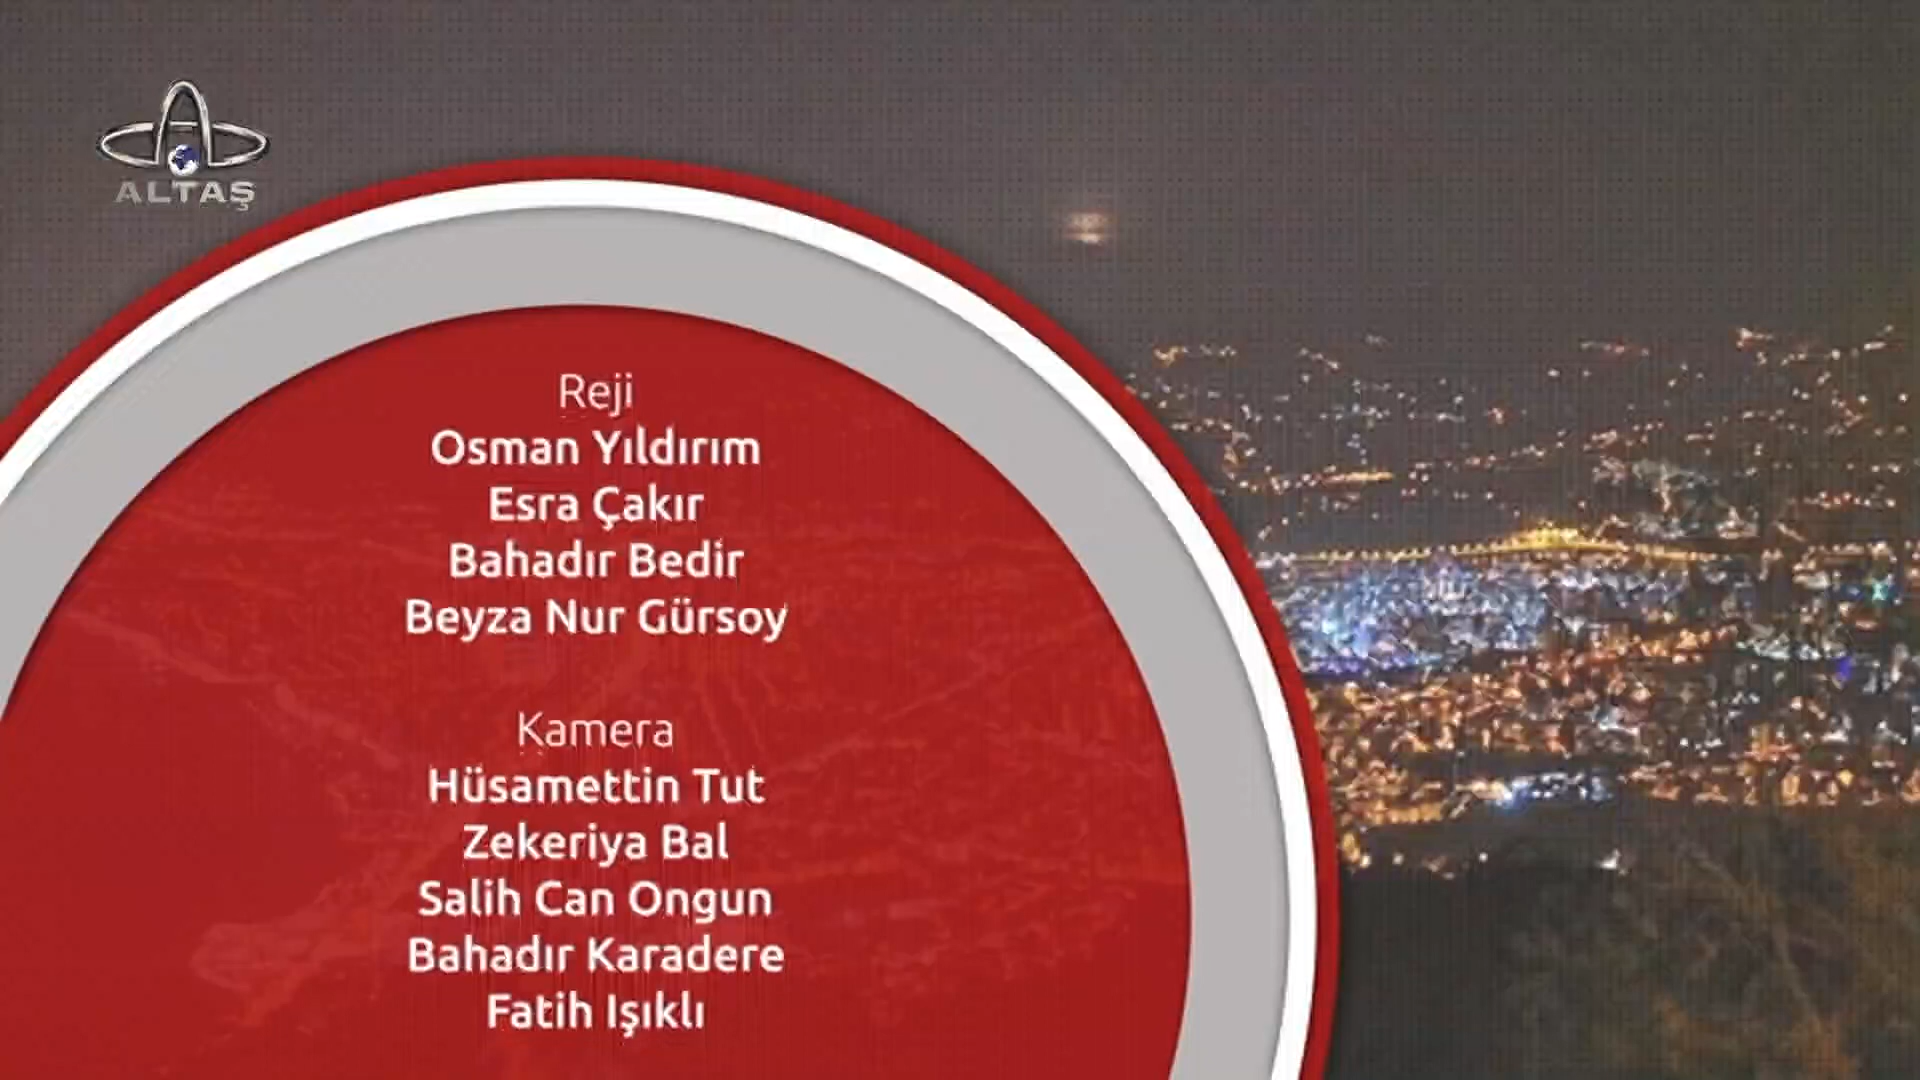 ALTAŞ
Reji
Osman Yıldırım
Esra Çakır
Bahadır Bedir
Beyza Nur Gürsoy
Kamera
Hüsamettin Tut
Zekeriya Bal
Salih Can Ongun
Bahadır Karadere
Fatih Işıklı